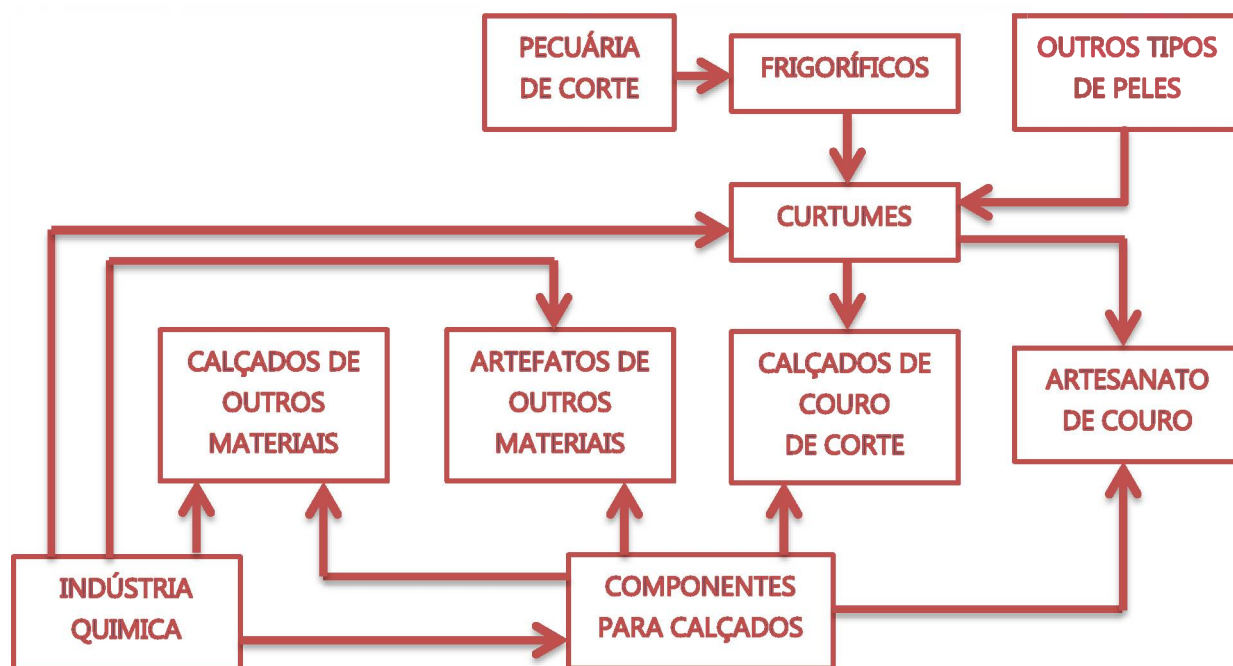 PECUÁRIA
DE CORTE
FRIGORÍFICOS
OUTROS TIPOS
DE PELES
CURTUMES
CALÇADOS DE
OUTROS
MATERIAIS
ARTEFATOS DE
OUTROS
MATERIAIS
CALÇADOS DE
COURO
DE CORTE
ARTESANATO
DE COURO
INDÚSTRIA
QUIMICA
COMPONENTES
PARA CALÇADOS